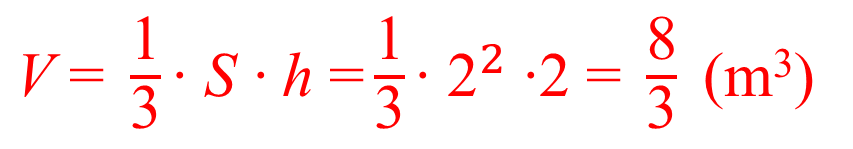 V = 1/3 · S · h = 1/3 · 2² · 2 = 8/3 (m³)